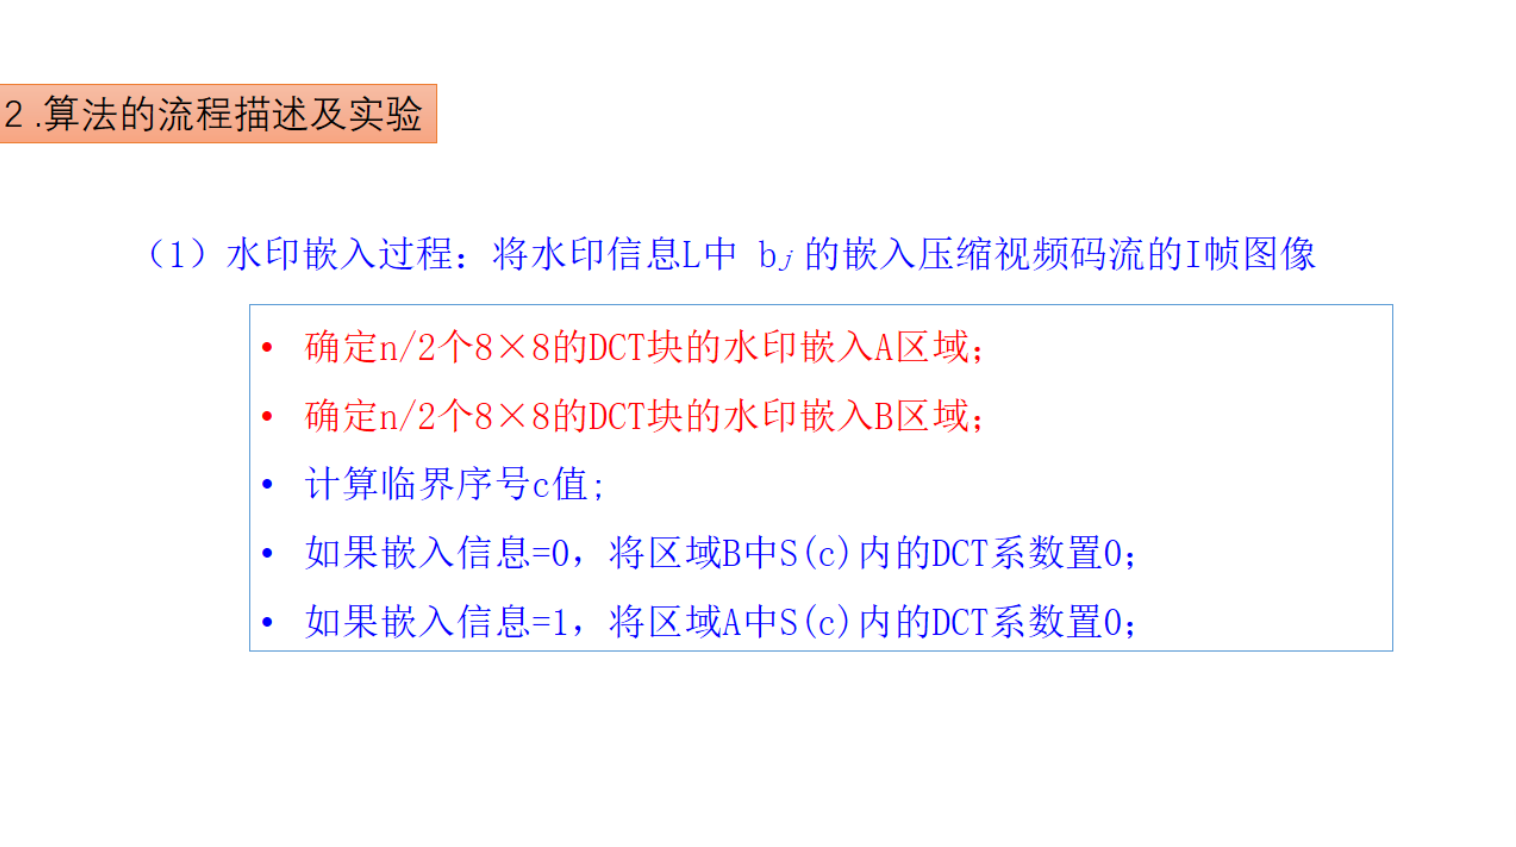 2.算法的流程描述及实验
（1）水印嵌入过程：将水印信息L中 bj 的嵌入压缩视频码流的I帧图像
• 确定n/2个8×8的DCT块的水印嵌入A区域；
• 确定n/2个8×8的DCT块的水印嵌入B区域；
• 计算临界序号c值；
• 如果嵌入信息=0，将区域B中S(c)内的DCT系数置0；
• 如果嵌入信息=1，将区域A中S(c)内的DCT系数置0；